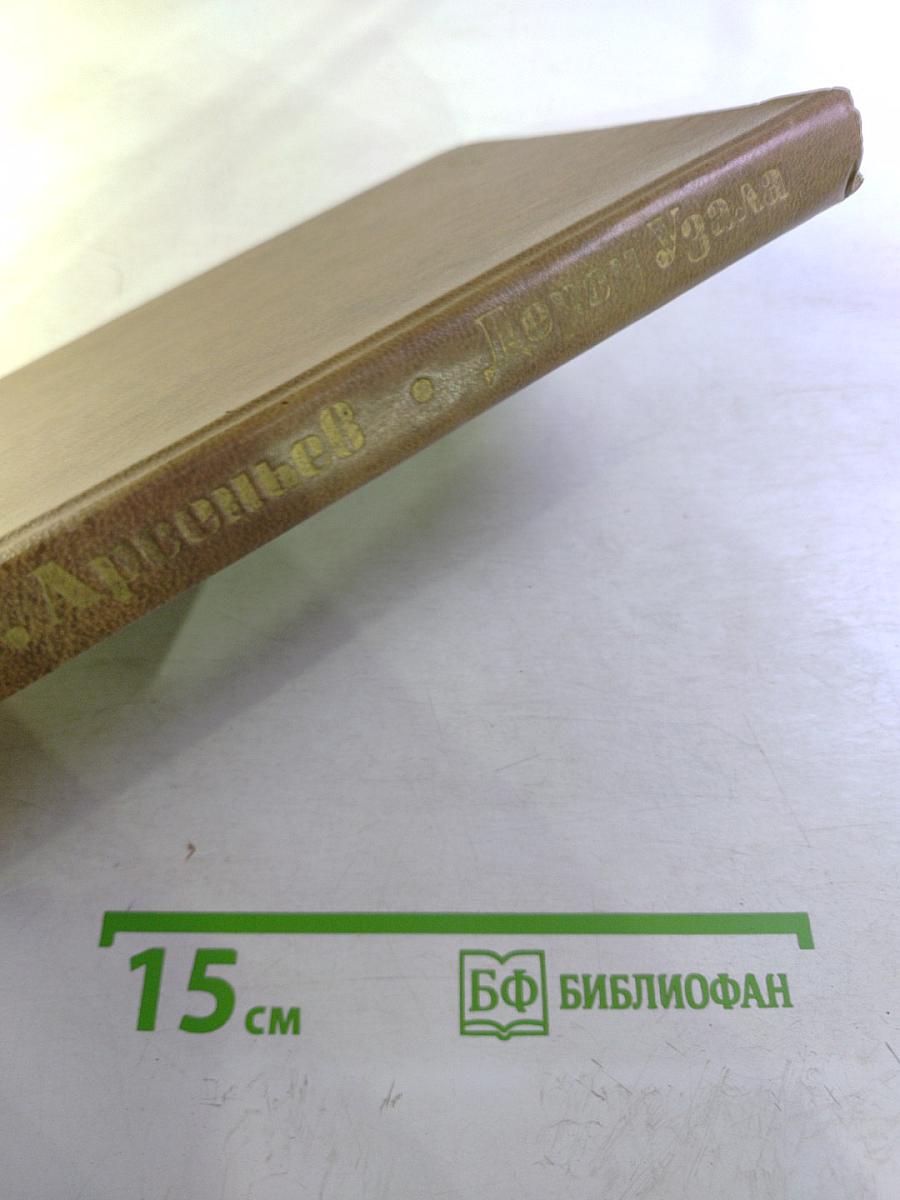 . Арсеньев • Дерсу Узала
15 см
БФ БИБЛИОФАН